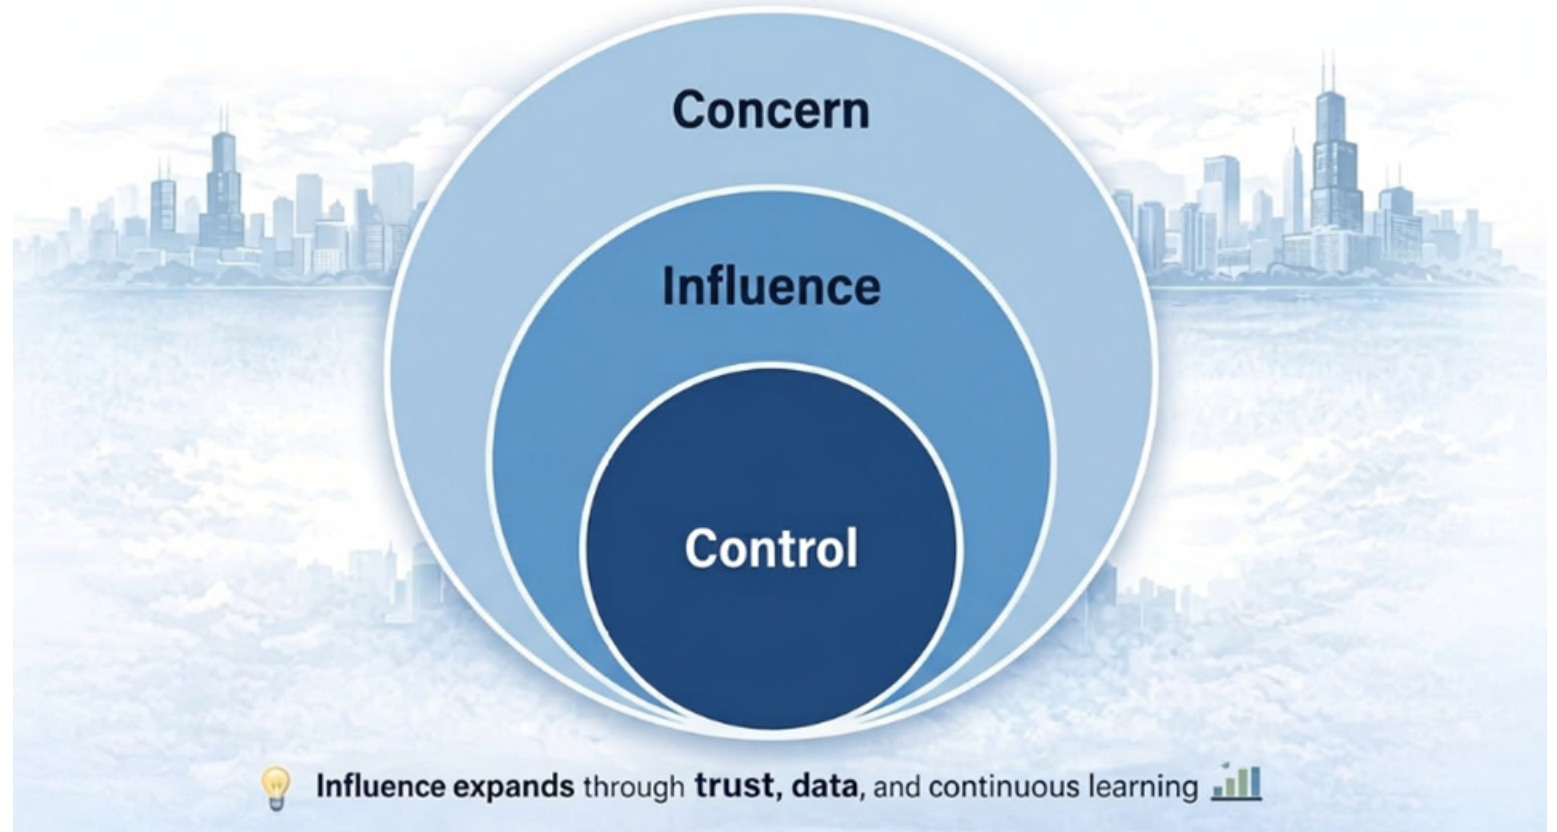 Concern
Influence
Control
Influence expands through trust, data, and continuous learning